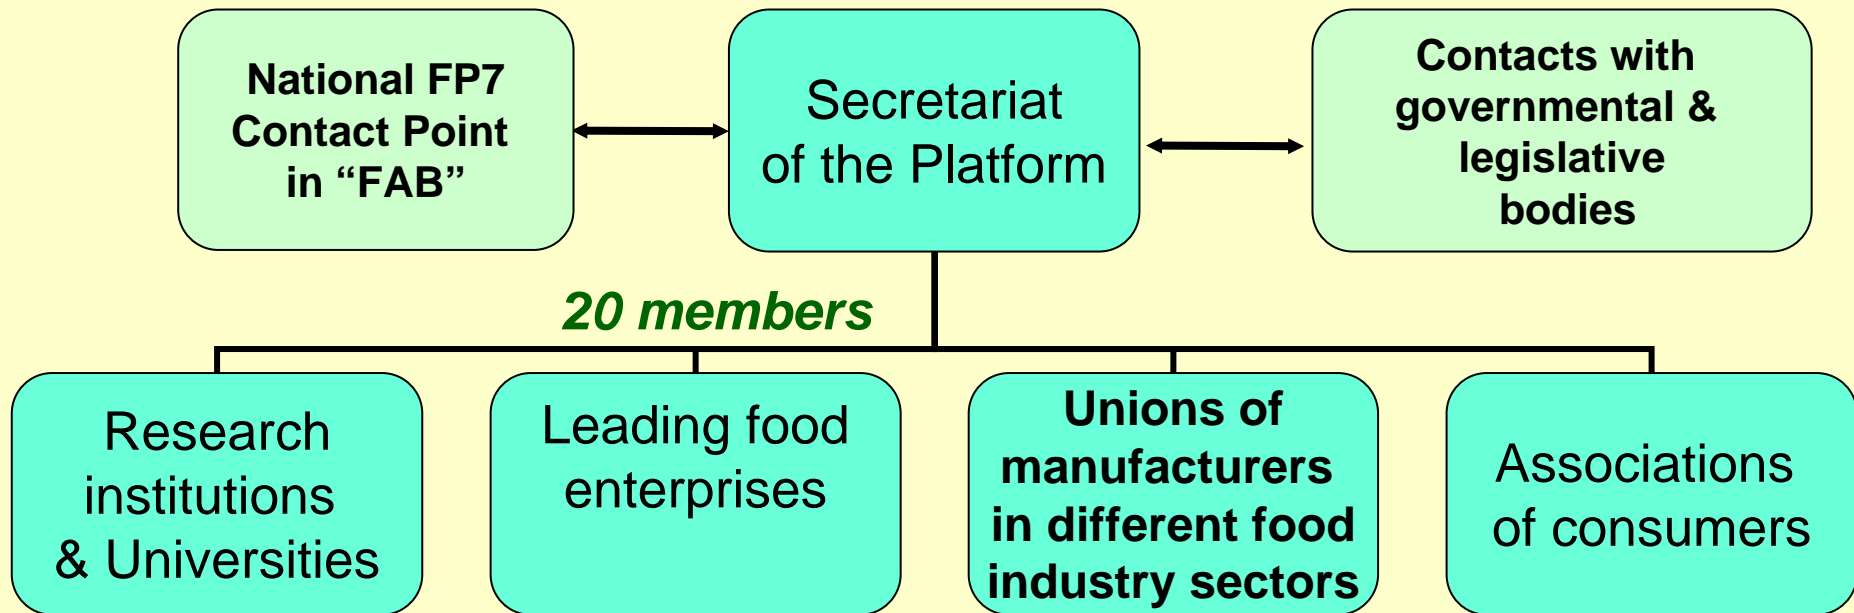 National FP7
Contact Point
in “FAB”
Secretariat
of the Platform
Contacts with
governmental &
legislative
bodies
20 members
Research
institutions
& Universities
Leading food
enterprises
Unions of
manufacturers
in different food
industry sectors
Associations
of consumers